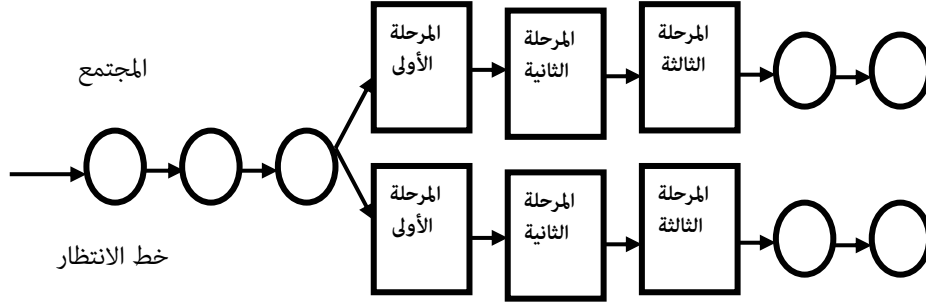 المجتمع
خط الانتظار
المرحلة
الأولى
المرحلة
الثانية
المرحلة
الثالثة
المرحلة
الأولى
المرحلة
الثانية
المرحلة
الثالثة